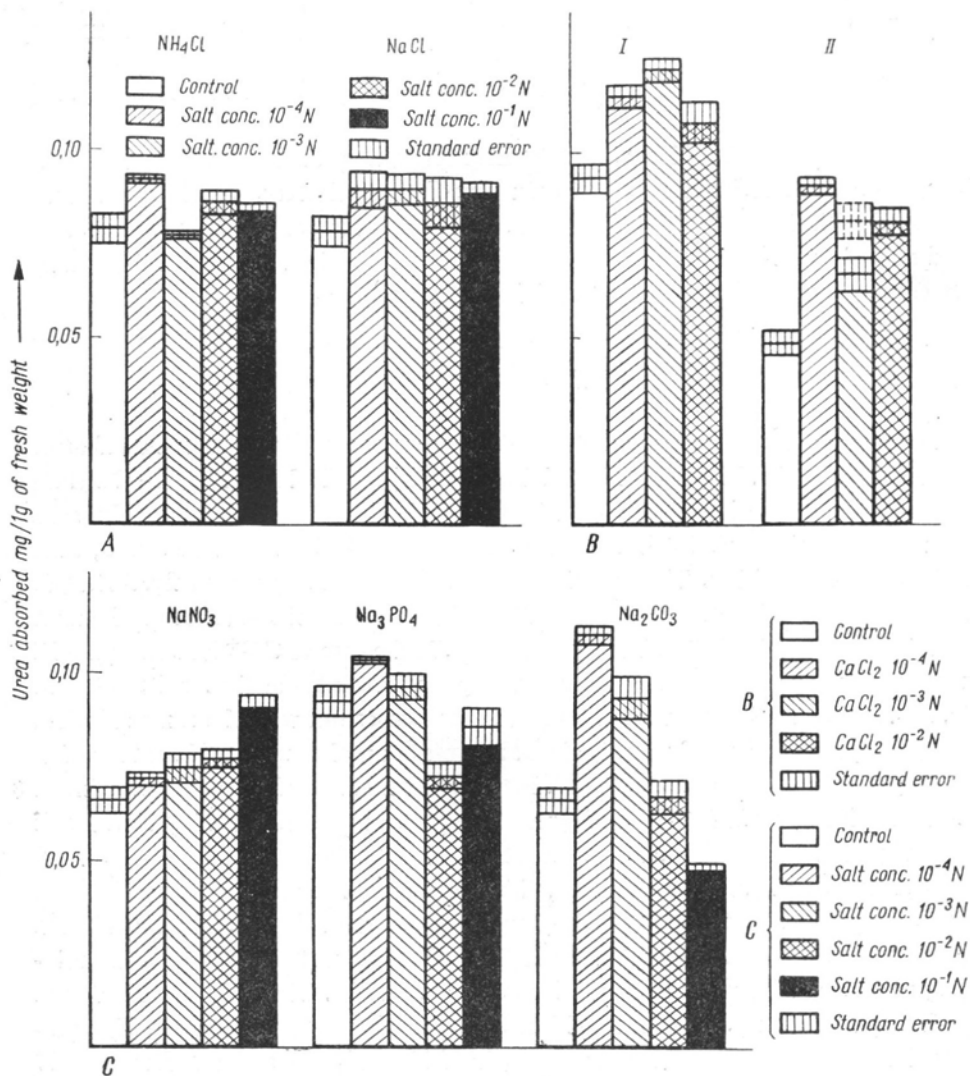 NH₄Cl
NaCl
Control
Salt conc. 10⁻⁴N
Salt. conc. 10⁻³N
Salt conc. 10⁻²N
Salt conc. 10⁻¹N
Standard error
I
II
0,10
0,05
A
B
Urea absorbed mg/1g of fresh weight
NaNO₃
Na₃PO₄
Na₂CO₃
0,10
0,05
C
B
Control
CaCl₂ 10⁻⁴N
CaCl₂ 10⁻³N
CaCl₂ 10⁻²N
Standard error
C
Control
Salt conc. 10⁻⁴N
Salt conc. 10⁻³N
Salt conc. 10⁻²N
Salt conc. 10⁻¹N
Standard error